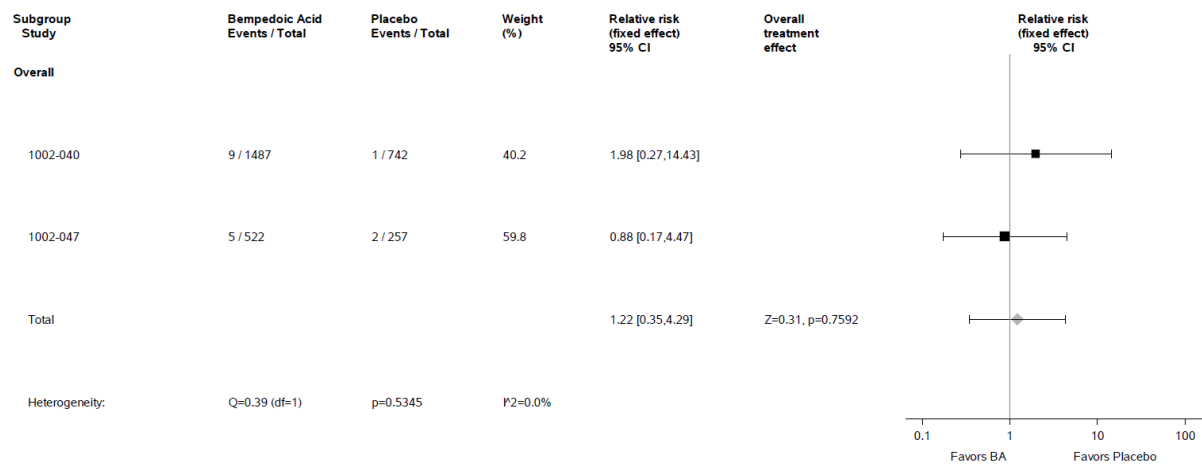 Subgroup Bempedoic Acid Placebo Weight Relative risk Overall Relative risk
Study Events / Total Events / Total (%) (fixed effect) treatment (fixed effect)
95% CI effect 95% CI
Overall
1002-040 9 / 1487 1 / 742 40.2 1.98 [0.27,14.43]
1002-047 5 / 522 2 / 257 59.8 0.88 [0.17,4.47]
Total 1.22 [0.35,4.29] Z=0.31, p=0.7592
Heterogeneity: Q=0.39 (df=1) p=0.5345 I^2=0.0%
0.1 1 10 100
Favors BA Favors Placebo